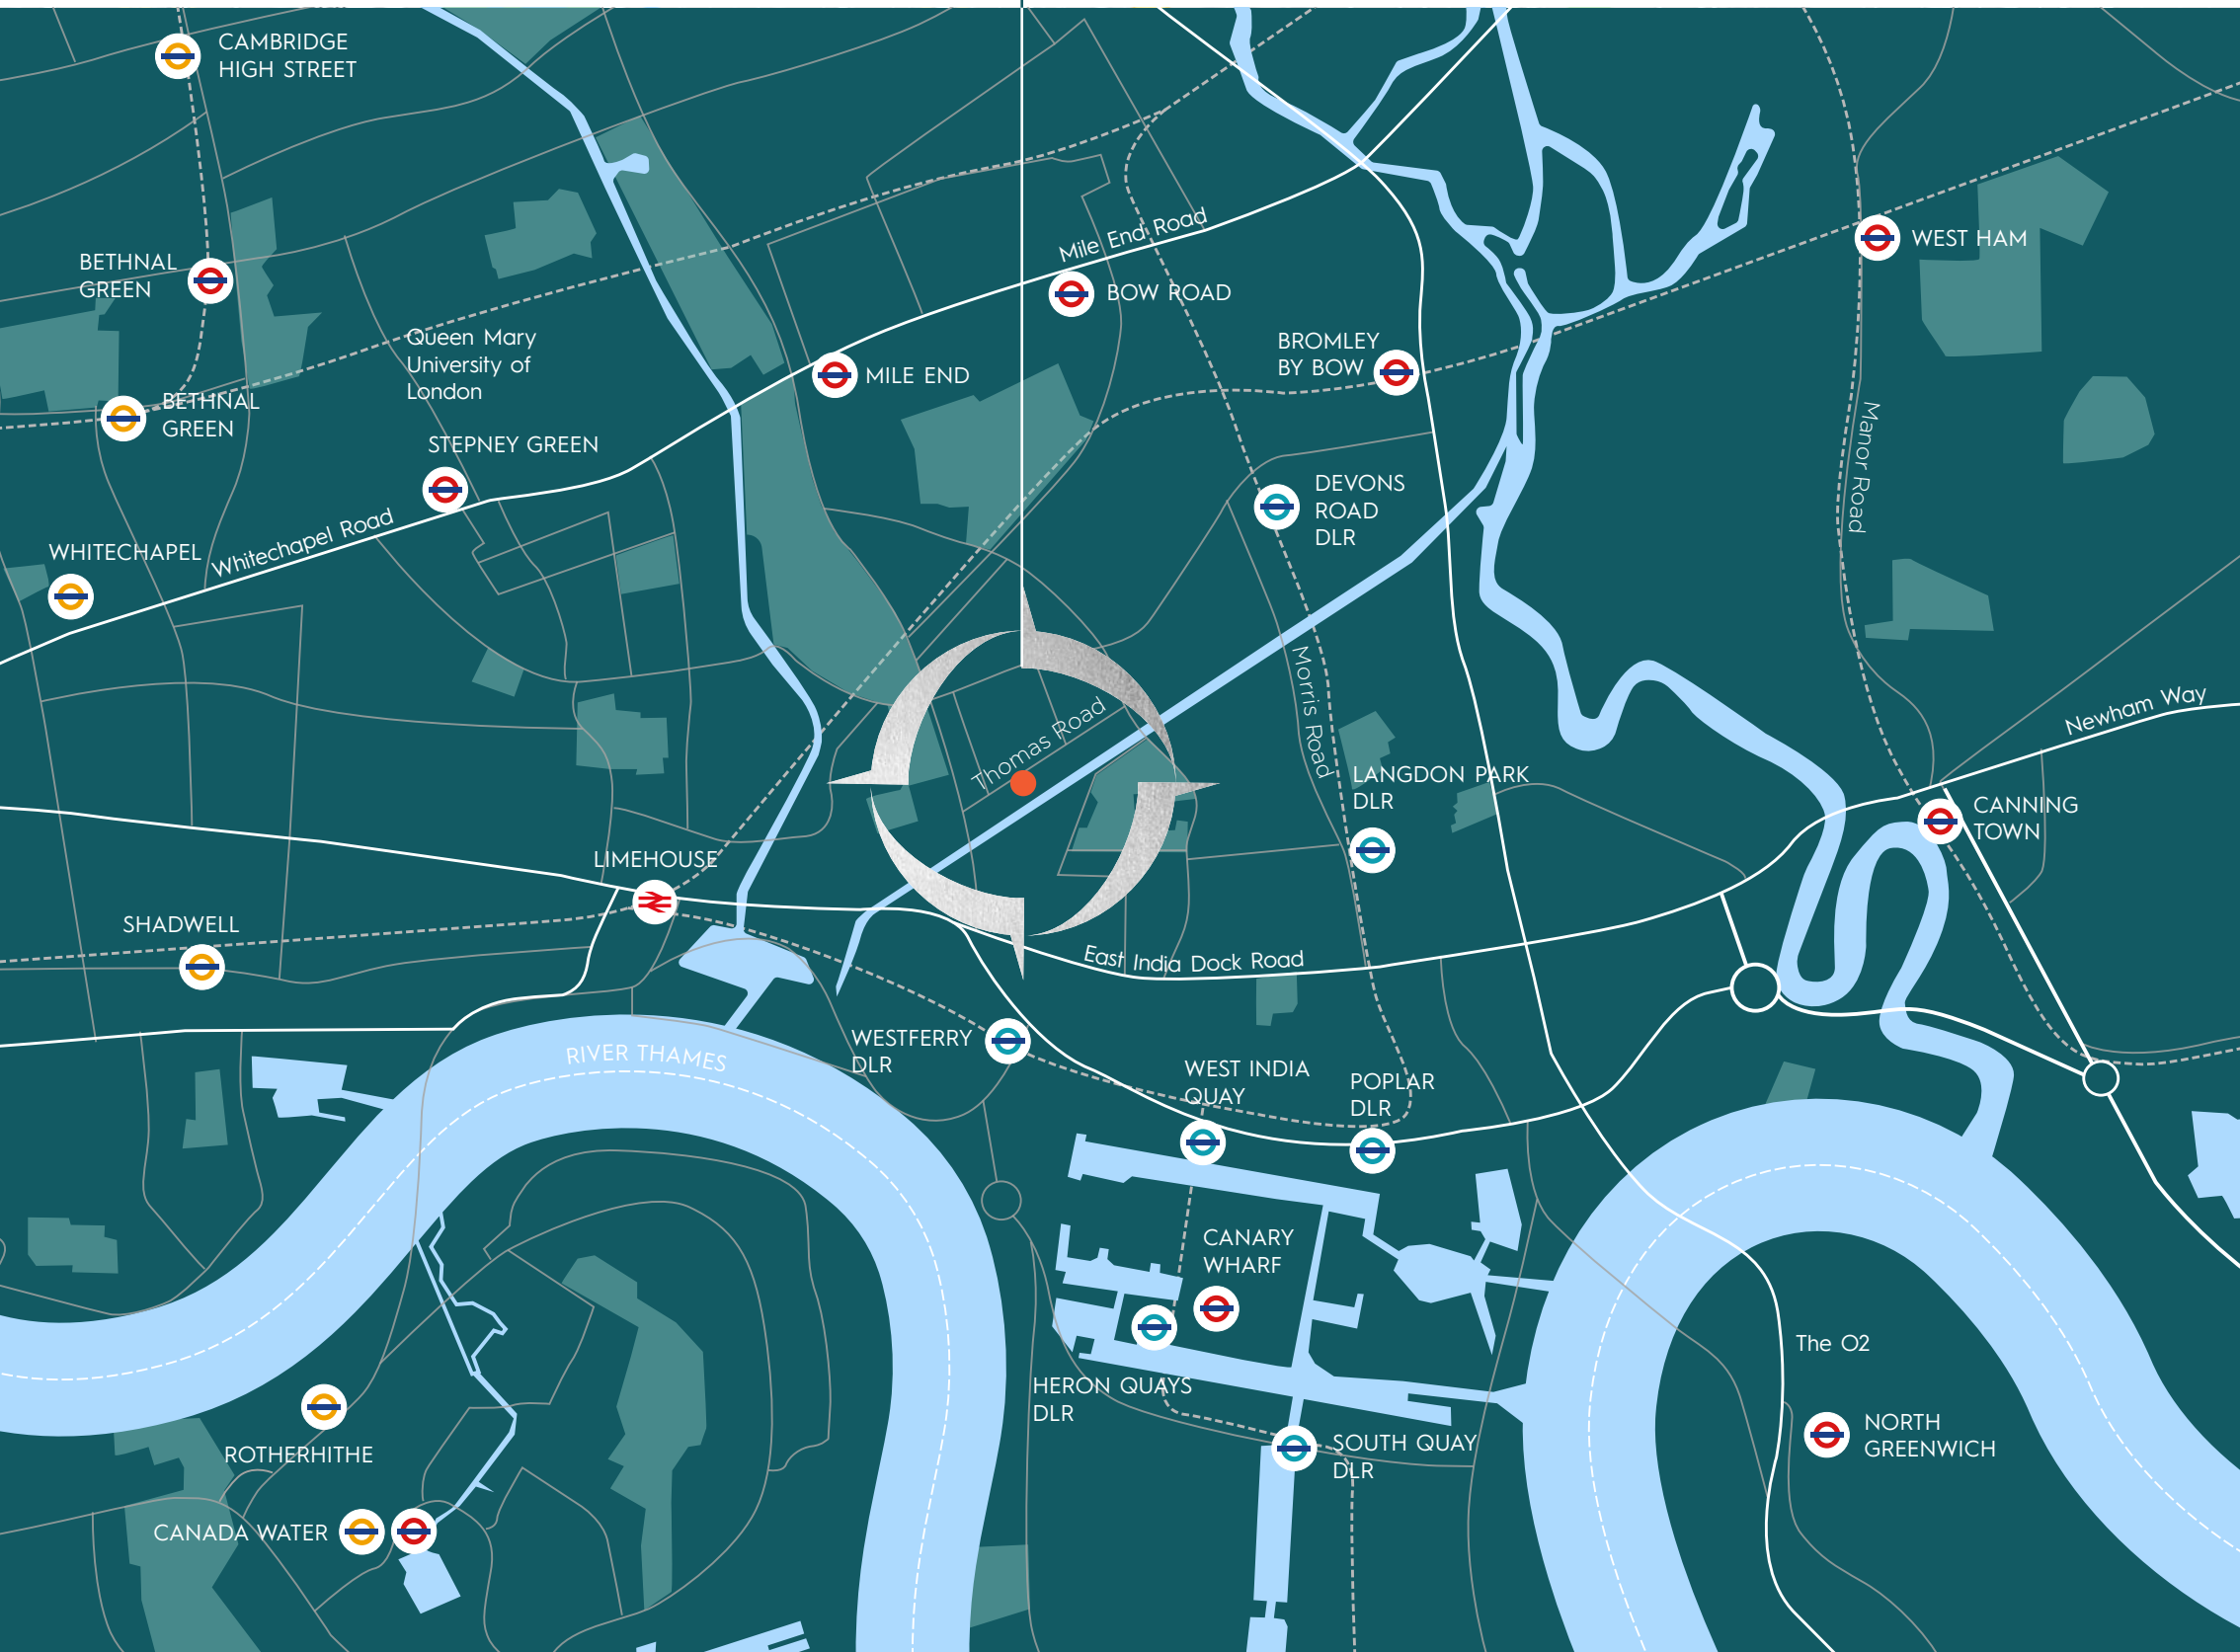 CAMBRIDGE
HIGH STREET
Mile End Road
WEST HAM
BETHNAL
GREEN
BOW ROAD
Queen Mary
University of
London
BROMLEY
BY BOW
MILE END
BETHNAL
GREEN
Manor Road
STEPNEY GREEN
DEVONS
ROAD
DLR
Whitechapel Road
WHITECHAPEL
Morris Road
Thomas Road
Newham Way
LANGDON PARK
DLR
CANNING
TOWN
LIMEHOUSE
SHADWELL
East India Dock Road
WESTFERRY
DLR
RIVER THAMES
WEST INDIA
QUAY
POPLAR
DLR
CANARY
WHARF
The O2
HERON QUAYS
DLR
NORTH
GREENWICH
ROTHERHITHE
SOUTH QUAY
DLR
CANADA WATER